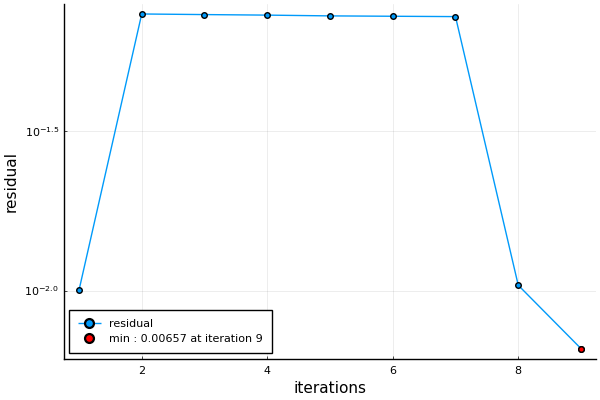 residual
10⁻¹·⁵
10⁻²·⁰
residual
min : 0.00657 at iteration 9
2
4
6
8
iterations